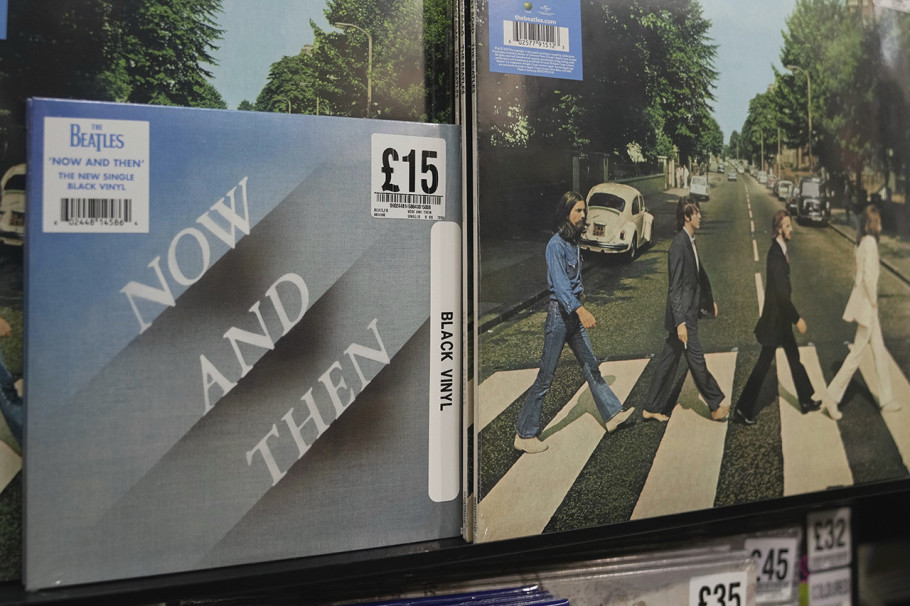 THE
BEATLES
'NOW AND THEN'
THE NEW SINGLE
BLACK VINYL
£15
NOW
AND
THEN
BLACK VINYL
thebeatles.com
£35
£45
£32
COLOURED